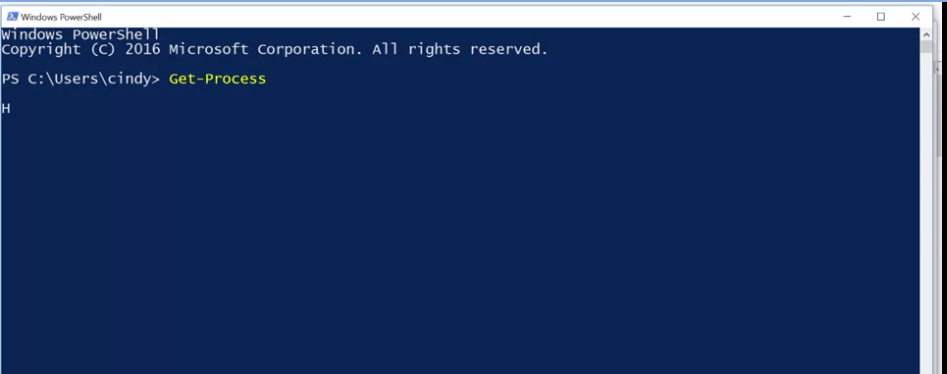 Windows PowerShell
Windows PowerShell
Copyright (C) 2016 Microsoft Corporation. All rights reserved.
PS C:\Users\cindy> Get-Process
H